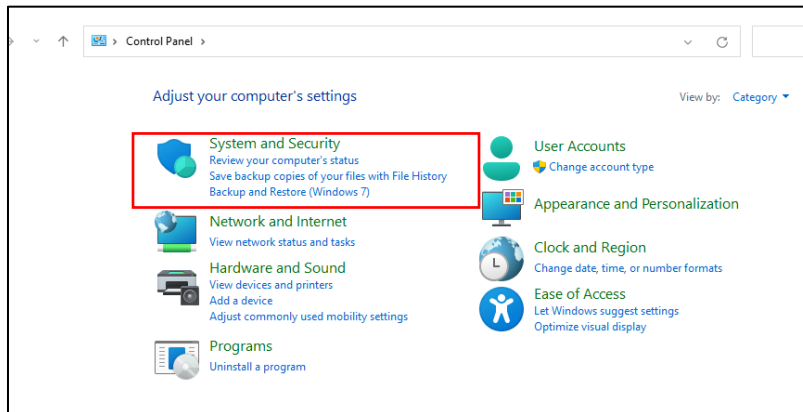 Control Panel
Adjust your computer's settings
View by: Category
System and Security
Review your computer's status
Save backup copies of your files with File History
Backup and Restore (Windows 7)
Network and Internet
View network status and tasks
Hardware and Sound
View devices and printers
Add a device
Adjust commonly used mobility settings
Programs
Uninstall a program
User Accounts
Change account type
Appearance and Personalization
Clock and Region
Change date, time, or number formats
Ease of Access
Let Windows suggest settings
Optimize visual display